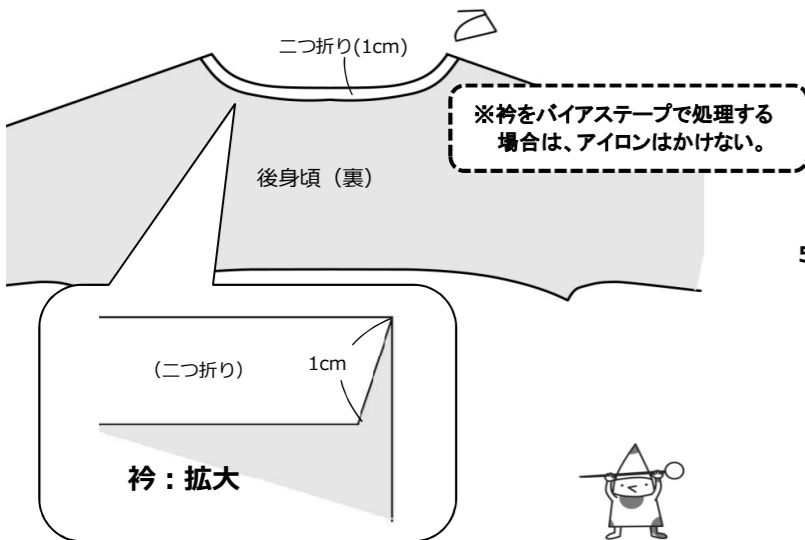 二つ折り(1cm)
※衿をバイアステープで処理する
場合は、アイロンはかけない。
後身頃（裏）
5
（二つ折り）
1cm
衿：拡大